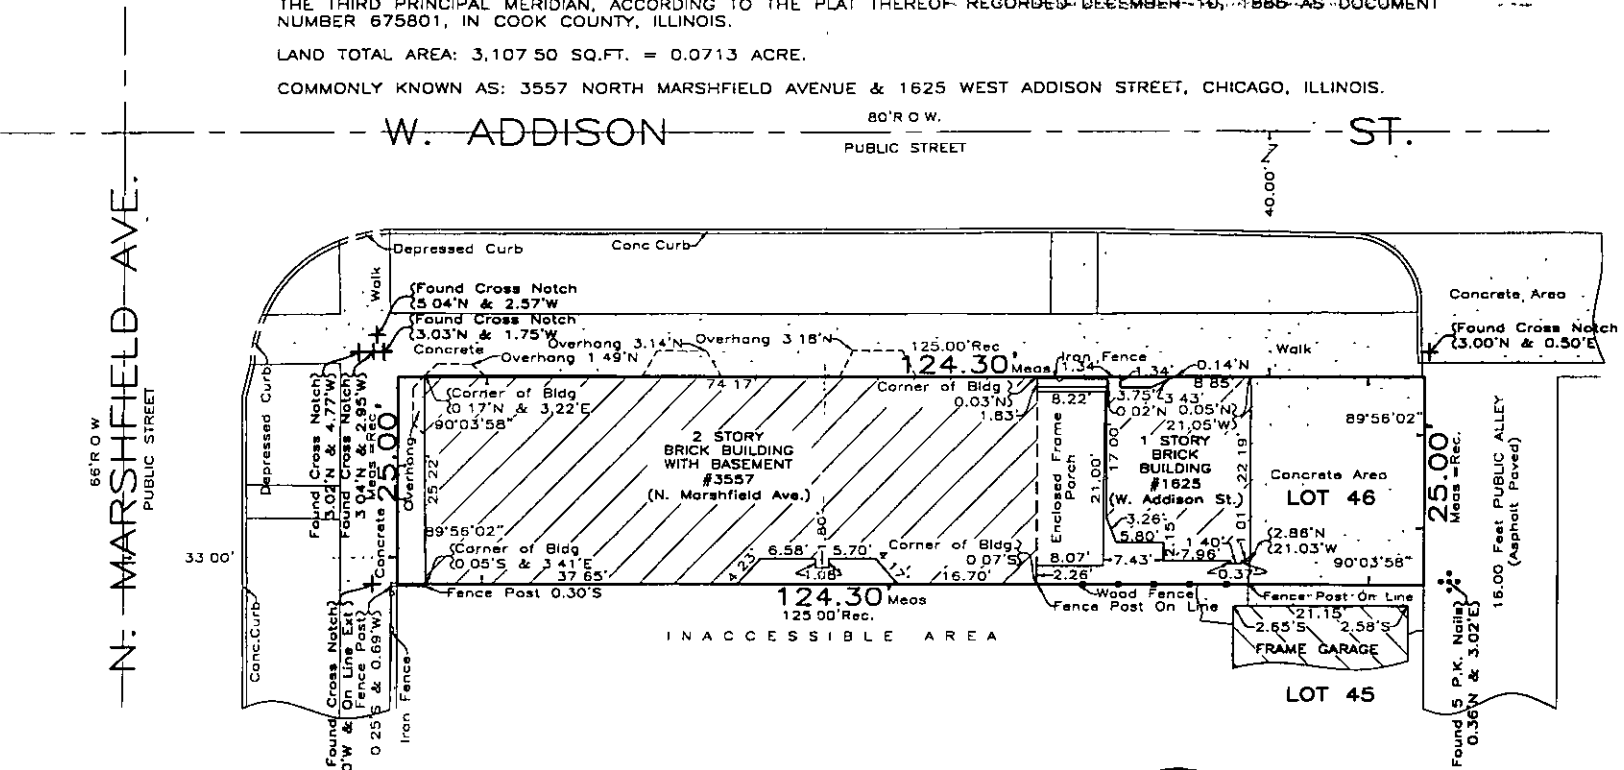 THE THIRD PRINCIPAL MERIDIAN, ACCORDING TO THE PLAT THEREOF RECORDED DECEMBER 10, 1886 AS DOCUMENT
NUMBER 675801, IN COOK COUNTY, ILLINOIS.
LAND TOTAL AREA: 3,107 50 SQ.FT. = 0.0713 ACRE.
COMMONLY KNOWN AS: 3557 NORTH MARSHFIELD AVENUE & 1625 WEST ADDISON STREET, CHICAGO, ILLINOIS.
80'R O W.
W. ADDISON ST.
PUBLIC STREET
40.00'
N. MARSHFIELD AVE.
66'R O W
PUBLIC STREET
33 00'
Depressed Curb
Conc Curb
Walk
Found Cross Notch
5 04'N & 2.57'W
Found Cross Notch
3.03'N & 1.75'W
Concrete
Overhang 1 49'N
Overhang 3.14'N
Overhang 3 18'N
125.00'Rec
124.30' Meas
Iron Fence
1.34'
1.34'
0.14'N
8 85'
Walk
Concrete Area
Found Cross Notch
3.00'N & 0.50'E
Depressed Curb
Found Cross Notch
3.02'N & 4.77'W
Found Cross Notch
3 04'N & 2.95'W
Meas =Rec
25.00'
Concrete
Overhang
25 22'
Corner of Bldg
0 17'N & 3.22'E
90°03'58"
74 17'
Corner of Bldg
0.03'N
1.83
8.22'
3.75'
3 43'
0.02'N
0.05'N
21.05'W
89°56'02"
2 STORY
BRICK BUILDING
WITH BASEMENT
#3557
(N. Marshfield Ave.)
Enclosed Frame
Porch
21.00'
17 00'
1 STORY
BRICK
BUILDING
#1625
(W. Addison St.)
22 19'
Concrete Area
LOT 46
25.00'
Meas =Rec.
16.00 Feet PUBLIC ALLEY
(Asphalt Paved)
89°56'02"
Corner of Bldg
0.05'S & 3 41'E
37 65'
4.23'
6.58'
1 80'
5.70'
1.08'
Corner of Bldg
0 07'S
16.70'
8.07'
2.26'
3.26'
5.80'
7.43'
7.96'
1 40'
1 01'
0.37'
2.86'N
21.03'W
90°03'58"
Fence Post 0.30'S
124.30' Meas
125 00'Rec.
Fence Post On Line
Wood Fence
Fence Post On Line
INACCESSIBLE AREA
21.15'
2.65'S
2.58'S
FRAME GARAGE
LOT 45
Conc.Curb
Found Cross Notch
0'W & On Line Ext
Fence Post
0 25'S & 0.69'W
Iron Fence
Found 5 P.K. Nails
0.36'N & 3.02'E